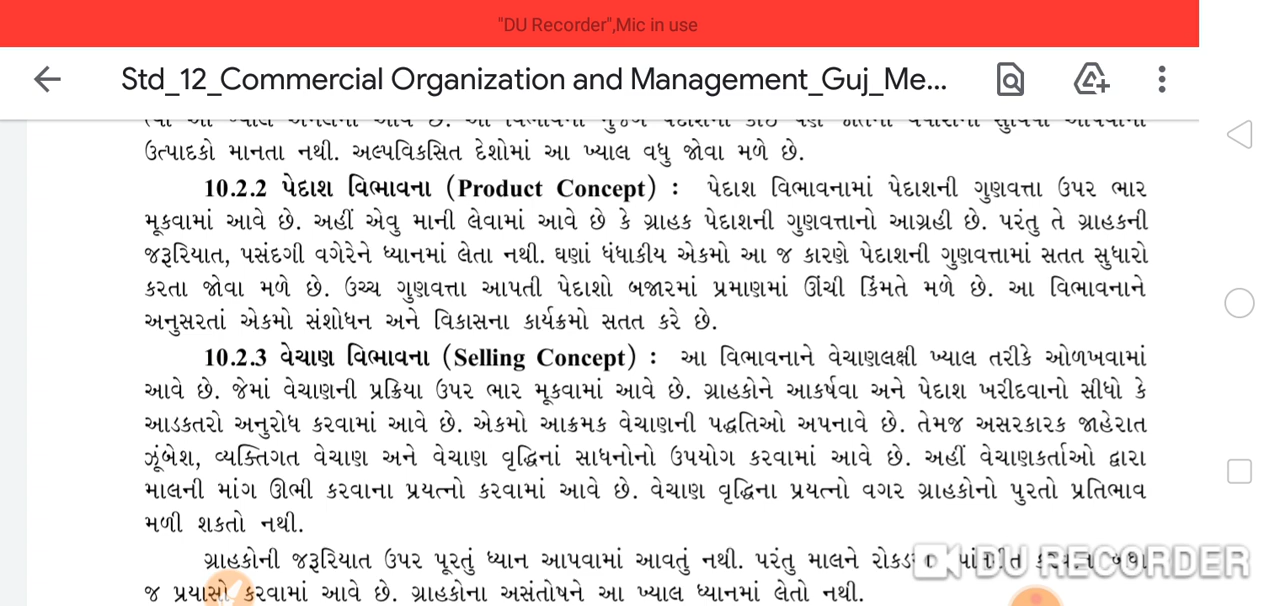 "DU Recorder",Mic in use
Std_12_Commercial Organization and Management_Guj_Me...
ઉત્પાદકો માનતા નથી. અલ્પવિકસિત દેશોમાં આ ખ્યાલ વધુ જોવા મળે છે.
10.2.2 પેદાશ વિભાવના (Product Concept) : પેદાશ વિભાવનામાં પેદાશની ગુણવત્તા ઉપર ભાર
મૂકવામાં આવે છે. અહીં એવુ માની લેવામાં આવે છે કે ગ્રાહક પેદાશની ગુણવત્તાનો આગ્રહી છે. પરંતુ તે ગ્રાહકની
જરૂરિયાત, પસંદગી વગેરેને ધ્યાનમાં લેતા નથી. ઘણાં ધંધાકીય એકમો આ જ કારણે પેદાશની ગુણવત્તામાં સતત સુધારો
કરતા જોવા મળે છે. ઉચ્ચ ગુણવત્તા આપતી પેદાશો બજારમાં પ્રમાણમાં ઊંચી કિંમતે મળે છે. આ વિભાવનાને
અનુસરતાં એકમો સંશોધન અને વિકાસના કાર્યક્રમો સતત કરે છે.
10.2.3 વેચાણ વિભાવના (Selling Concept) : આ વિભાવનાને વેચાણલક્ષી ખ્યાલ તરીકે ઓળખવામાં
આવે છે. જેમાં વેચાણની પ્રક્રિયા ઉપર ભાર મૂકવામાં આવે છે. ગ્રાહકોને આકર્ષવા અને પેદાશ ખરીદવાનો સીધો કે
આડકતરો અનુરોધ કરવામાં આવે છે. એકમો આક્રમક વેચાણની પદ્ધતિઓ અપનાવે છે. તેમજ અસરકારક જાહેરાત
ઝૂંબેશ, વ્યક્તિગત વેચાણ અને વેચાણ વૃદ્ધિનાં સાધનોનો ઉપયોગ કરવામાં આવે છે. અહીં વેચાણકર્તાઓ દ્વારા
માલની માંગ ઊભી કરવાના પ્રયત્નો કરવામાં આવે છે. વેચાણ વૃદ્ધિના પ્રયત્નો વગર ગ્રાહકોનો પુરતો પ્રતિભાવ
મળી શકતો નથી.
ગ્રાહકોની જરૂરિયાત ઉપર પૂરતું ધ્યાન આપવામાં આવતું નથી. પરંતુ માલને
DU RECORDER
જ પ્રયાસો કરવામાં આવે છે. ગ્રાહકોના અસંતોષને આ ખ્યાલ ધ્યાનમાં લેતો નથી.